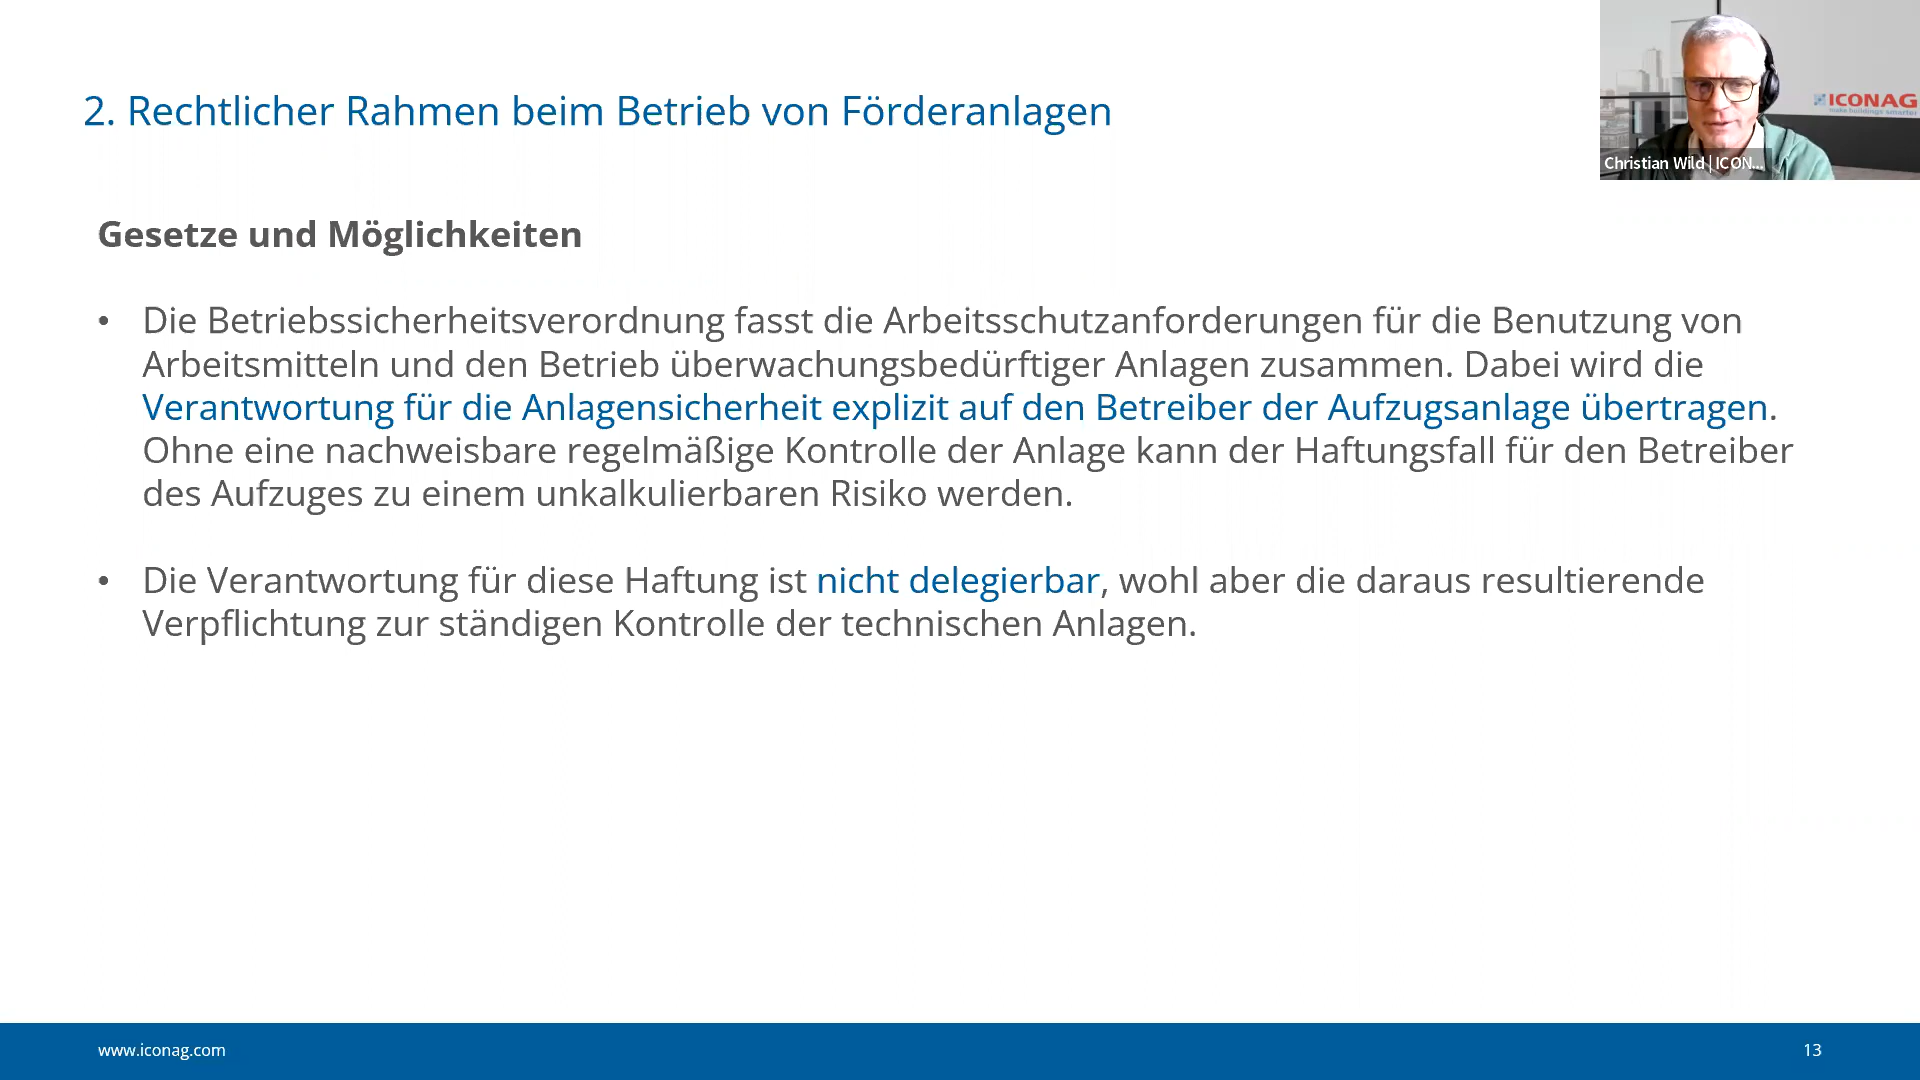 2. Rechtlicher Rahmen beim Betrieb von Förderanlagen
ICONAG
make buildings smarter
Christian Wild | ICON...
Gesetze und Möglichkeiten
• Die Betriebssicherheitsverordnung fasst die Arbeitsschutzanforderungen für die Benutzung von
Arbeitsmitteln und den Betrieb überwachungsbedürftiger Anlagen zusammen. Dabei wird die
Verantwortung für die Anlagensicherheit explizit auf den Betreiber der Aufzugsanlage übertragen.
Ohne eine nachweisbare regelmäßige Kontrolle der Anlage kann der Haftungsfall für den Betreiber
des Aufzuges zu einem unkalkulierbaren Risiko werden.
• Die Verantwortung für diese Haftung ist nicht delegierbar, wohl aber die daraus resultierende
Verpflichtung zur ständigen Kontrolle der technischen Anlagen.
www.iconag.com
13